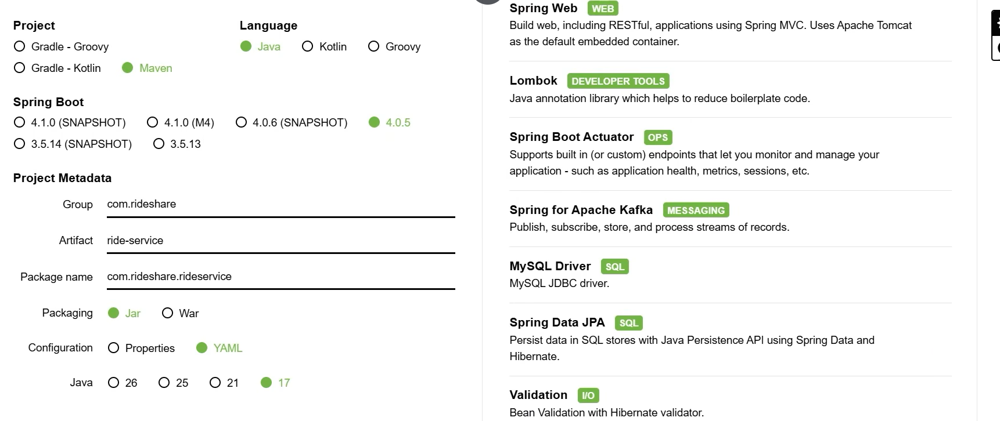 Project
Gradle - Groovy
Gradle - Kotlin
Maven
Language
Java
Kotlin
Groovy
Spring Boot
4.1.0 (SNAPSHOT)
4.1.0 (M4)
4.0.6 (SNAPSHOT)
4.0.5
3.5.14 (SNAPSHOT)
3.5.13
Project Metadata
Group com.rideshare
Artifact ride-service
Package name com.rideshare.rideservice
Packaging Jar War
Configuration Properties YAML
Java 26 25 21 17
Spring Web WEB
Build web, including RESTful, applications using Spring MVC. Uses Apache Tomcat
as the default embedded container.
Lombok DEVELOPER TOOLS
Java annotation library which helps to reduce boilerplate code.
Spring Boot Actuator OPS
Supports built in (or custom) endpoints that let you monitor and manage your
application - such as application health, metrics, sessions, etc.
Spring for Apache Kafka MESSAGING
Publish, subscribe, store, and process streams of records.
MySQL Driver SQL
MySQL JDBC driver.
Spring Data JPA SQL
Persist data in SQL stores with Java Persistence API using Spring Data and
Hibernate.
Validation I/O
Bean Validation with Hibernate validator.